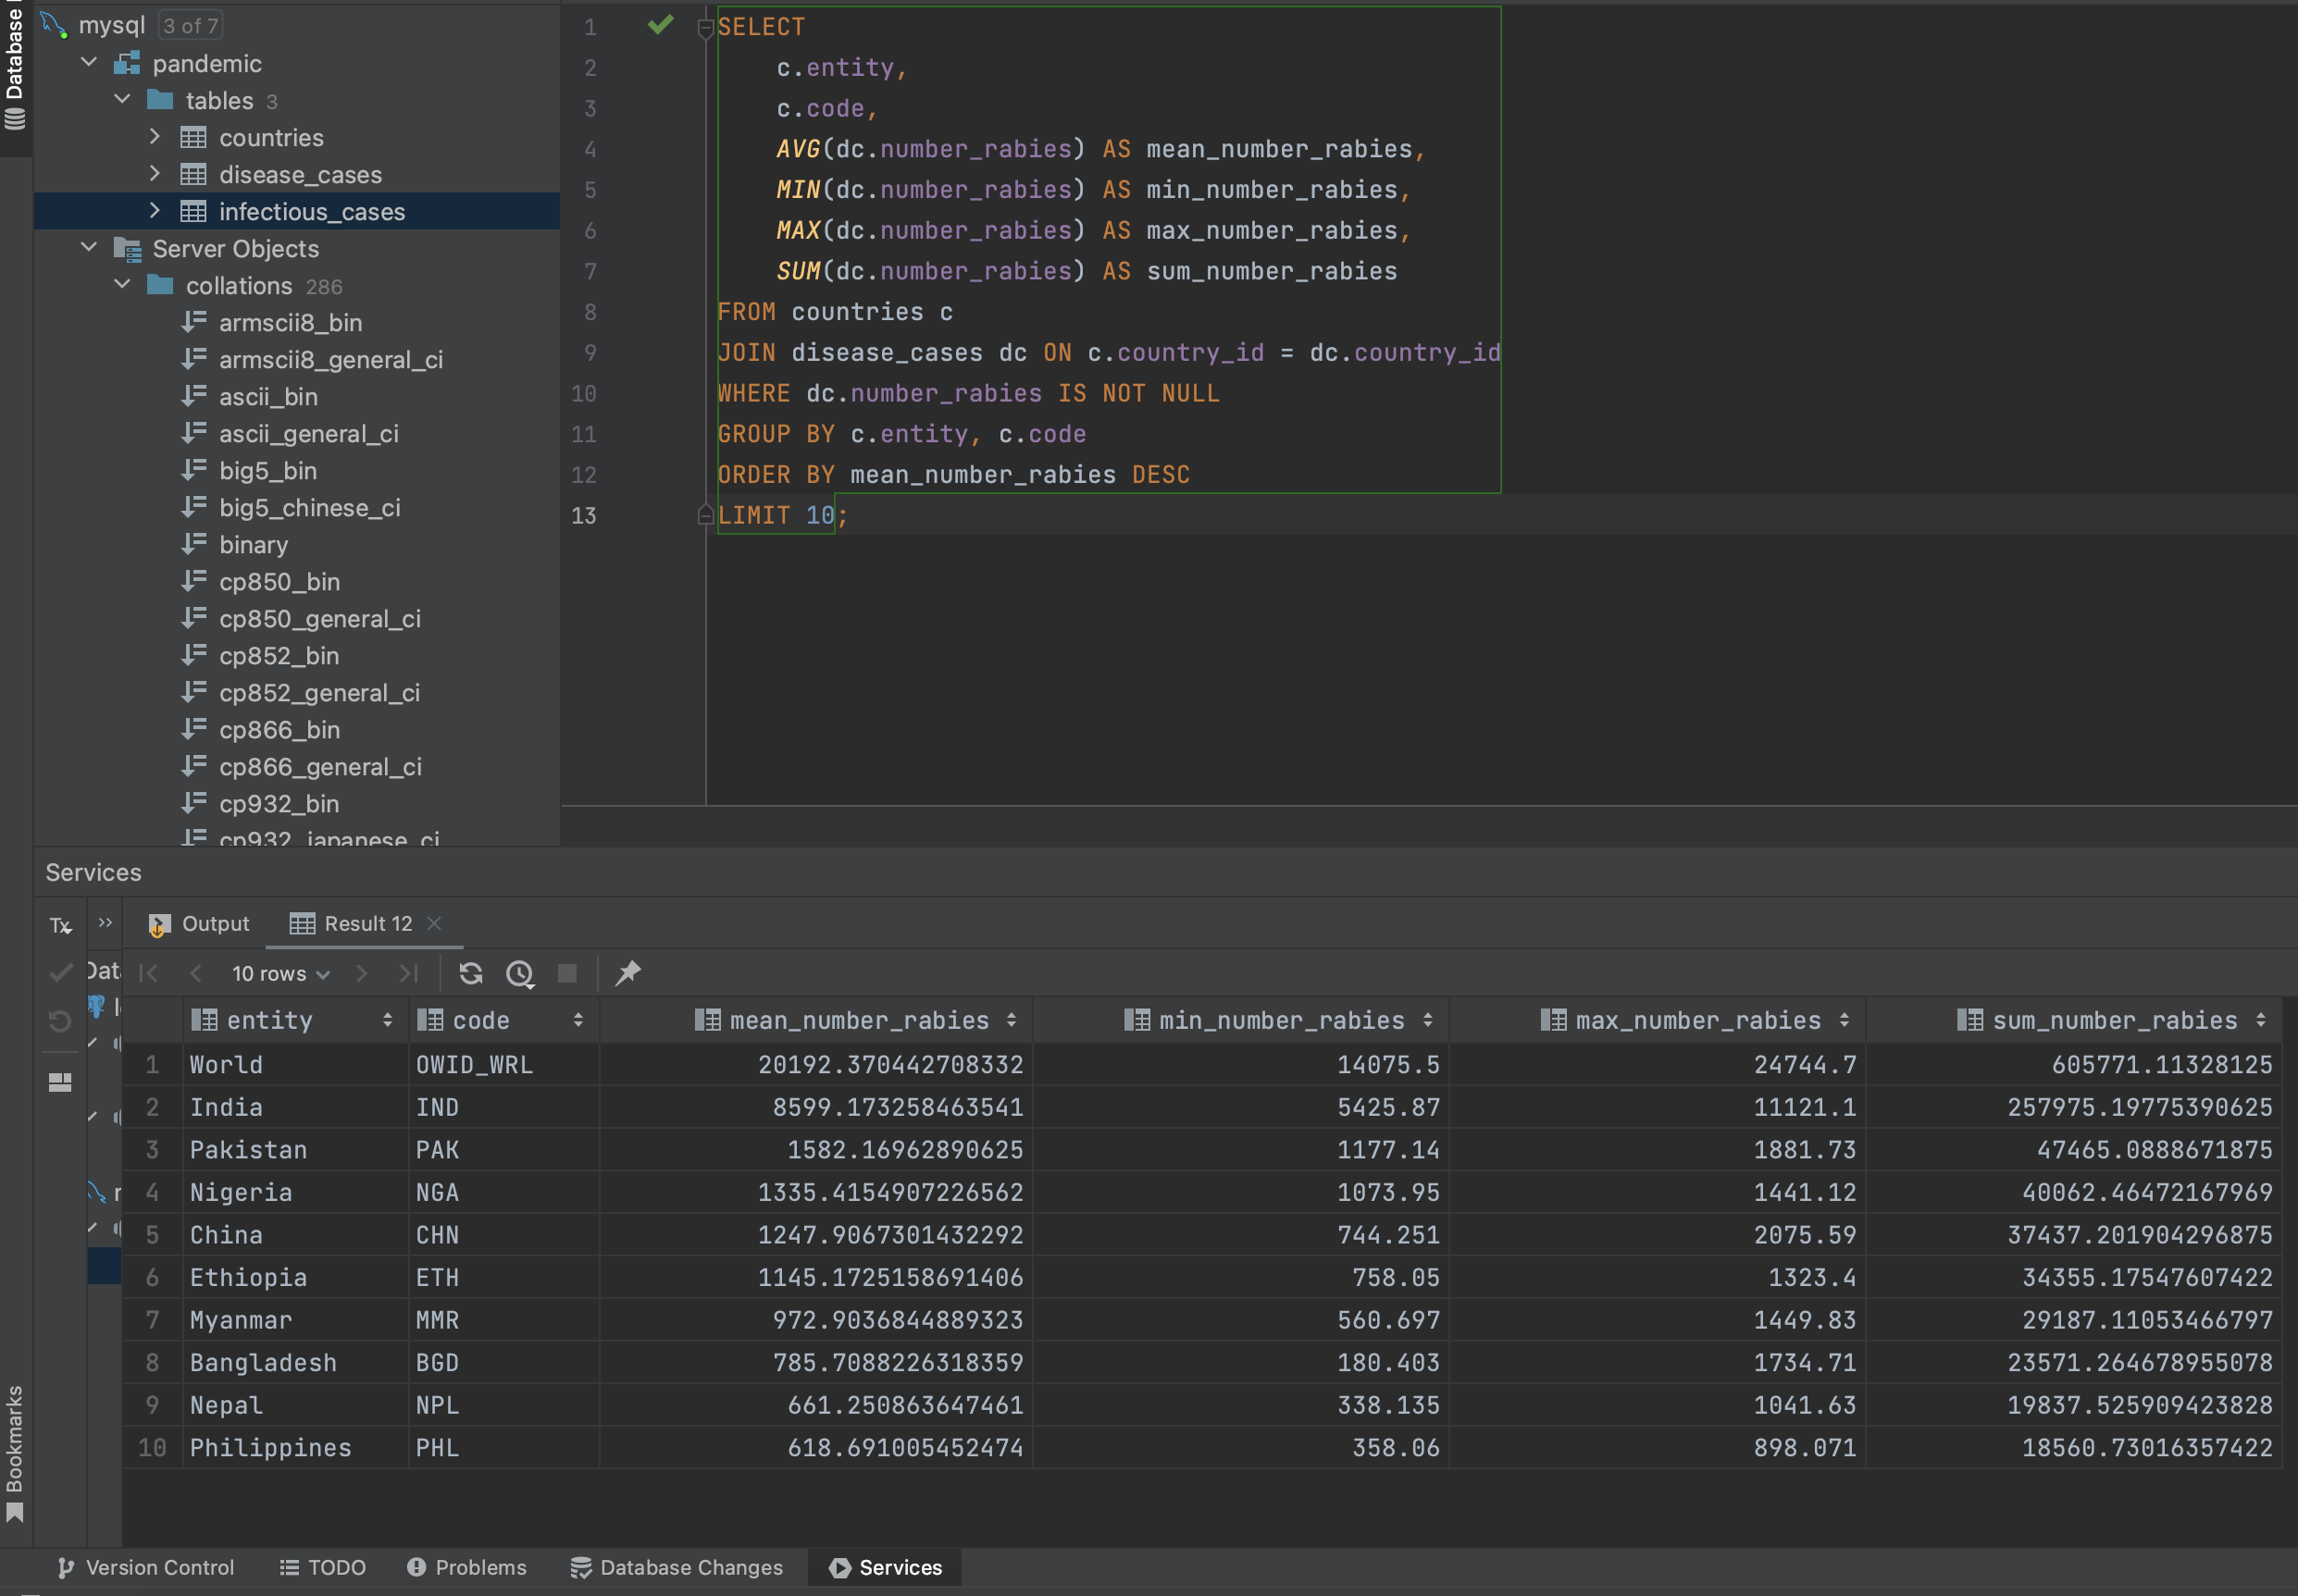 Database
mysql 3 of 7
pandemic
tables 3
countries
disease_cases
infectious_cases
Server Objects
collations 286
armscii8_bin
armscii8_general_ci
ascii_bin
ascii_general_ci
big5_bin
big5_chinese_ci
binary
cp850_bin
cp850_general_ci
cp852_bin
cp852_general_ci
cp866_bin
cp866_general_ci
cp932_bin
cp932_japanese_ci
1 SELECT
2 c.entity,
3 c.code,
4 AVG(dc.number_rabies) AS mean_number_rabies,
5 MIN(dc.number_rabies) AS min_number_rabies,
6 MAX(dc.number_rabies) AS max_number_rabies,
7 SUM(dc.number_rabies) AS sum_number_rabies
8 FROM countries c
9 JOIN disease_cases dc ON c.country_id = dc.country_id
10 WHERE dc.number_rabies IS NOT NULL
11 GROUP BY c.entity, c.code
12 ORDER BY mean_number_rabies DESC
13 LIMIT 10;
Services
Tx Output Result 12
Dat 10 rows
entity code mean_number_rabies min_number_rabies max_number_rabies sum_number_rabies
1 World OWID_WRL 20192.370442708332 14075.5 24744.7 605771.11328125
2 India IND 8599.173258463541 5425.87 11121.1 257975.19775390625
3 Pakistan PAK 1582.16962890625 1177.14 1881.73 47465.0888671875
4 Nigeria NGA 1335.4154907226562 1073.95 1441.12 40062.46472167969
5 China CHN 1247.9067301432292 744.251 2075.59 37437.201904296875
6 Ethiopia ETH 1145.1725158691406 758.05 1323.4 34355.17547607422
7 Myanmar MMR 972.9036844889323 560.697 1449.83 29187.11053466797
8 Bangladesh BGD 785.7088226318359 180.403 1734.71 23571.264678955078
9 Nepal NPL 661.250863647461 338.135 1041.63 19837.525909423828
10 Philippines PHL 618.691005452474 358.06 898.071 18560.73016357422
Bookmarks
Version Control TODO Problems Database Changes Services